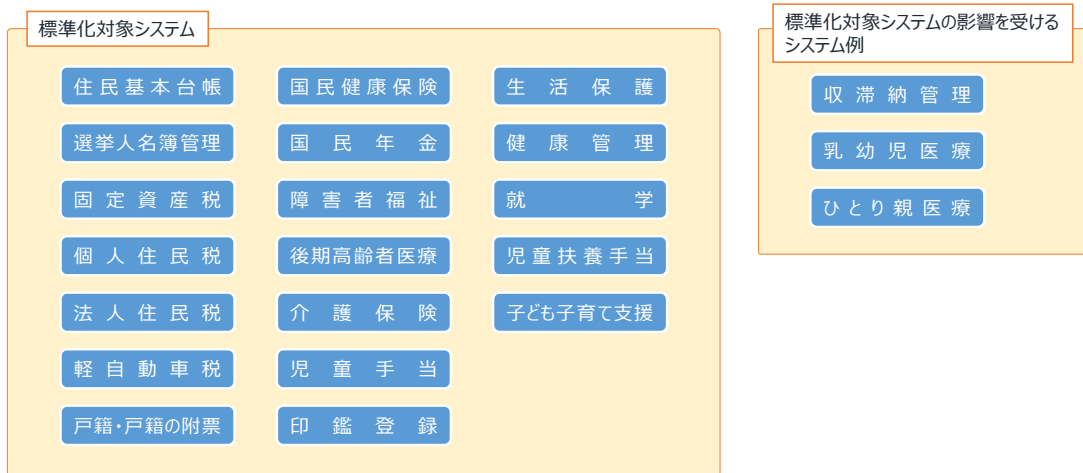 標準化対象システム
住民基本台帳
選挙人名簿管理
固定資産税
個人住民税
法人住民税
軽自動車税
戸籍・戸籍の附票
国民健康保険
国民年金
障害者福祉
後期高齢者医療
介護保険
児童手当
印鑑登録
生活保護
健康管理
就学
児童扶養手当
子ども子育て支援
標準化対象システムの影響を受ける
システム例
収滞納管理
乳幼児医療
ひとり親医療